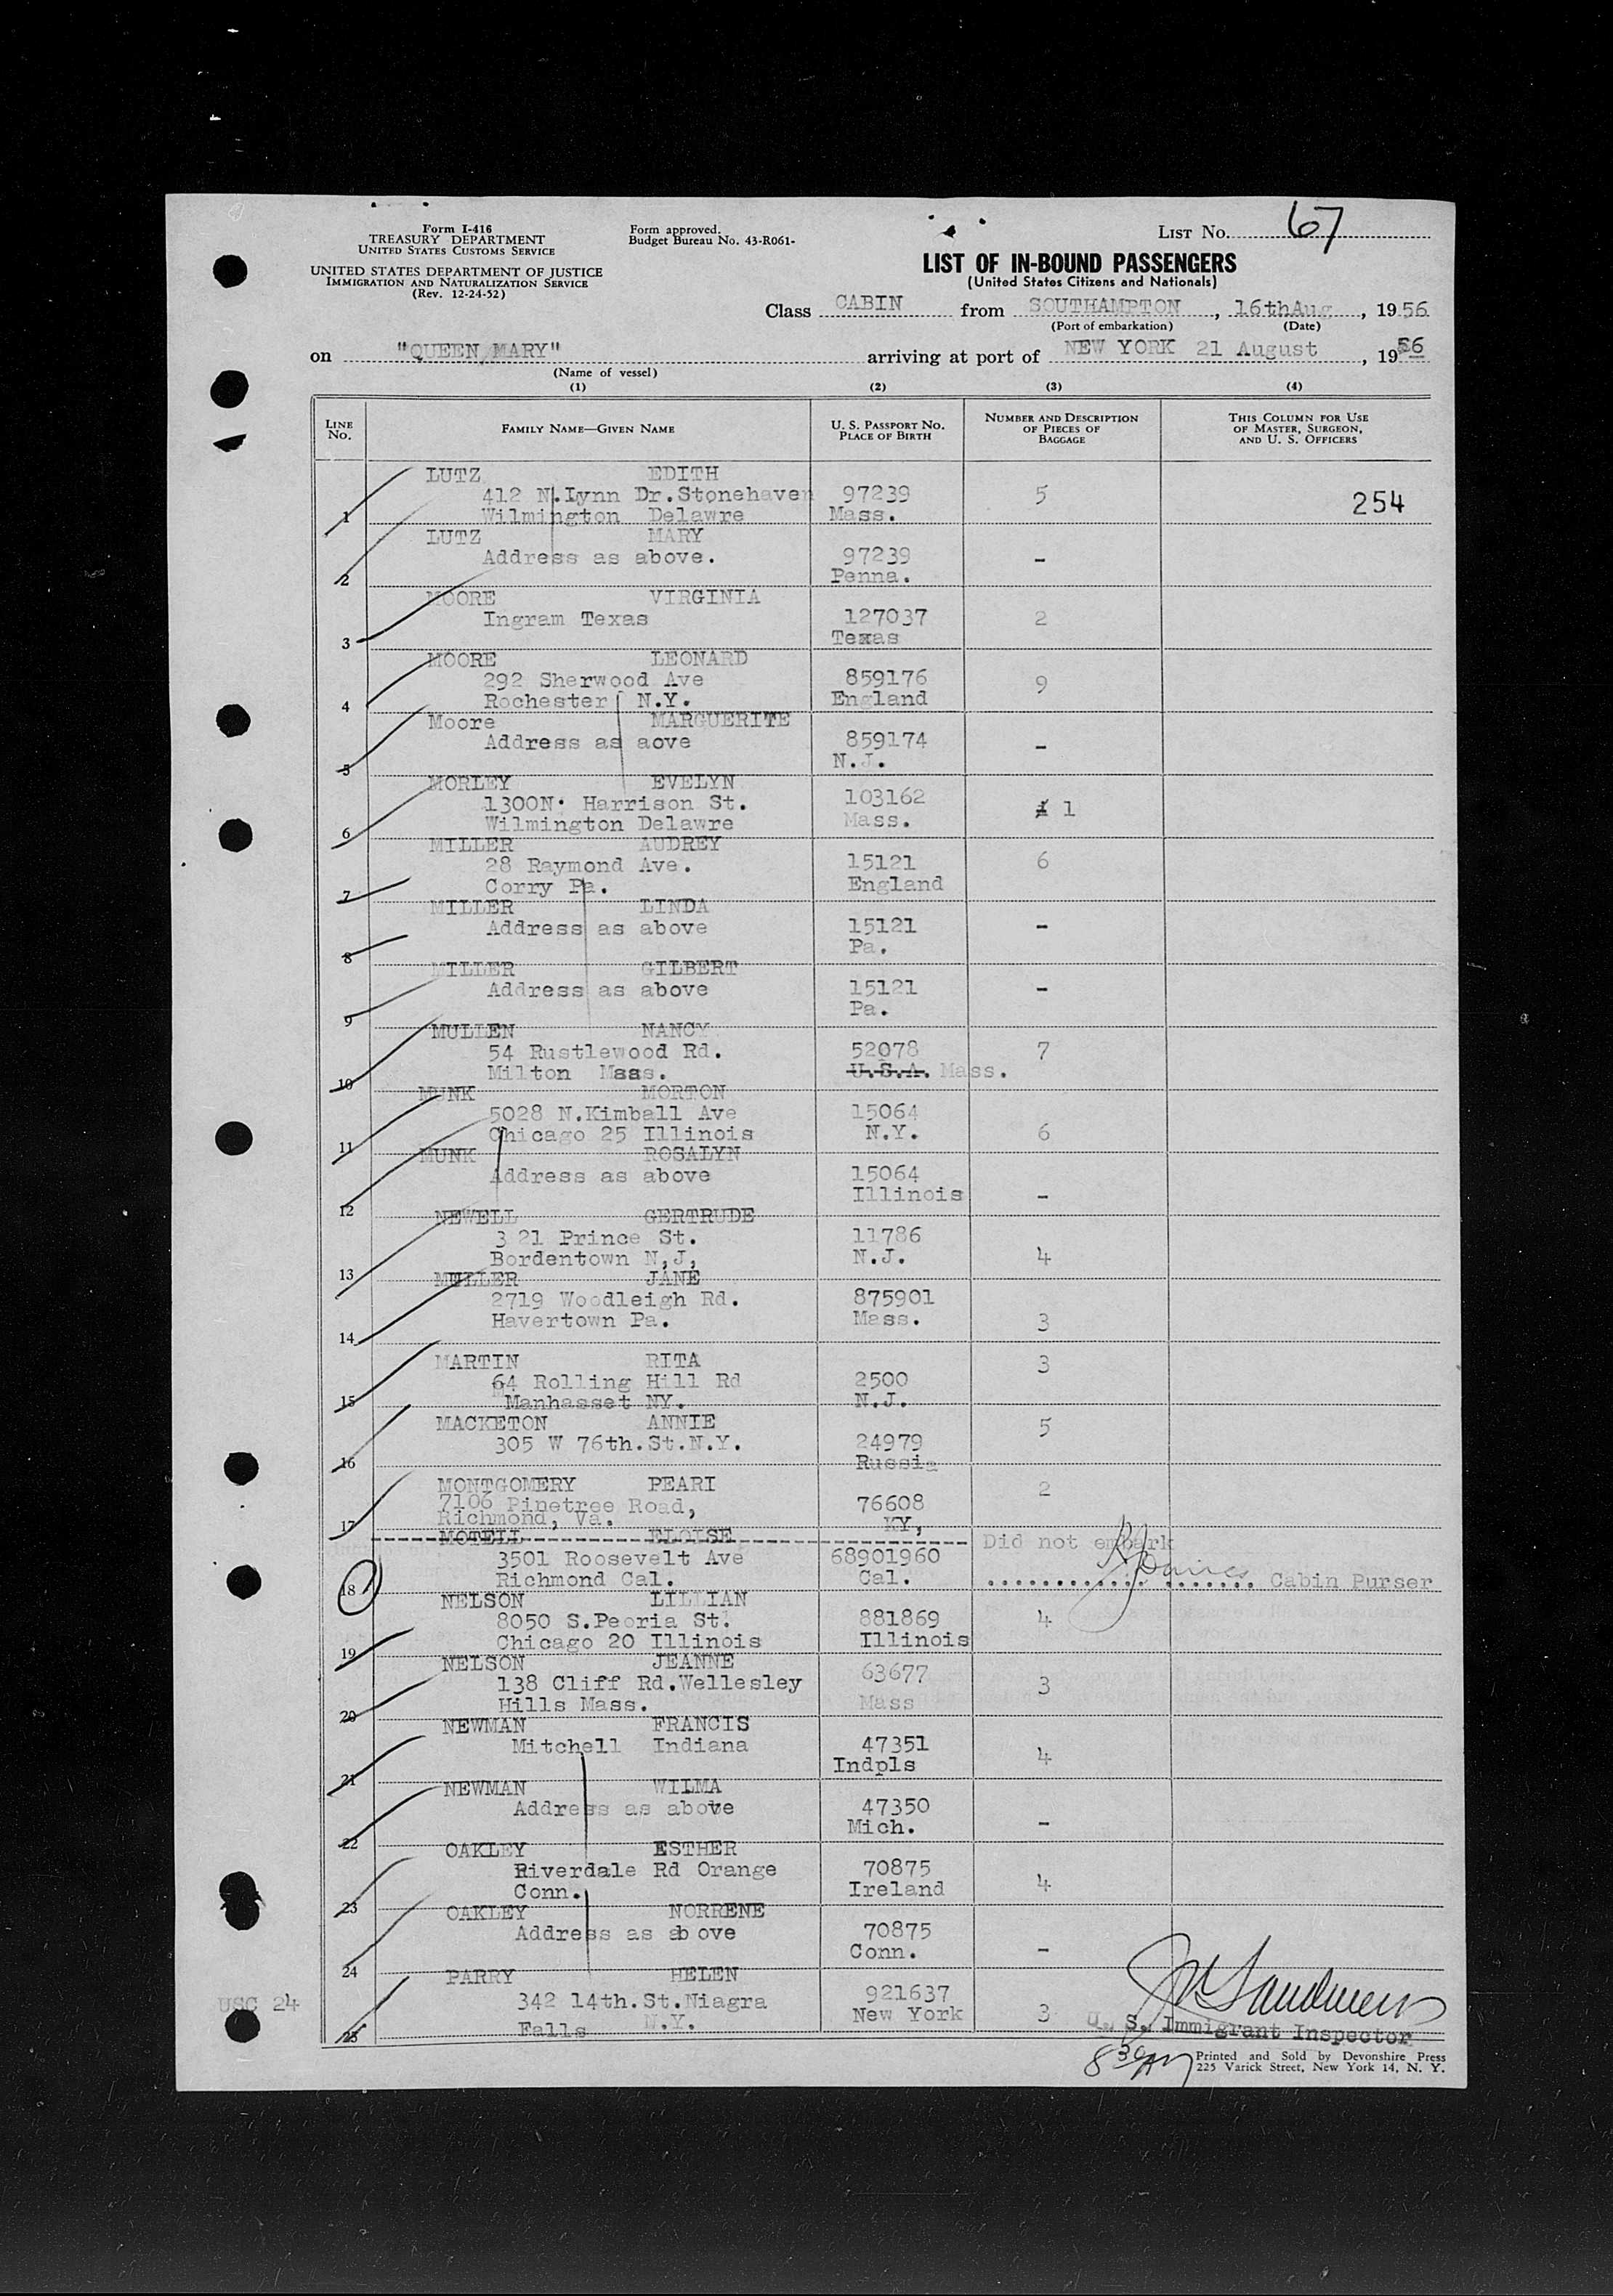 Form I-416
TREASURY DEPARTMENT
UNITED STATES CUSTOMS SERVICE
UNITED STATES DEPARTMENT OF JUSTICE
IMMIGRATION AND NATURALIZATION SERVICE
(Rev. 12-24-52)
Form approved.
Budget Bureau No. 43-R061-
LIST NO. 67
LIST OF IN-BOUND PASSENGERS
(United States Citizens and Nationals)
Class CABIN from SOUTHAMPTON, 16thAug, 1956
(Port of embarkation) (Date)
on "QUEEN MARY" arriving at port of NEW YORK 21 August, 1956
(Name of vessel)
(1) (2) (3) (4)
LINE NO. FAMILY NAME—GIVEN NAME U. S. PASSPORT NO. PLACE OF BIRTH NUMBER AND DESCRIPTION OF PIECES OF BAGGAGE THIS COLUMN FOR USE OF MASTER, SURGEON, AND U. S. OFFICERS
LUTZ EDITH
412 N.Lynn Dr.Stonehaven 97239 5 254
1 Wilmington Delawre Mass.
LUTZ MARY
Address as above. 97239 -
2 Penna.
MOORE VIRGINIA
Ingram Texas 127037 2
3 Texas
MOORE LEONARD
292 Sherwood Ave 859176 9
4 Rochester N.Y. England
Moore MARGUERITE
Address as aove 859174 -
5 N.J.
MORLEY EVELYN
1300N. Harrison St. 103162 1 1
6 Wilmington Delawre Mass.
MILLER AUDREY
28 Raymond Ave. 15121 6
7 Corry Pa. England
MILLER LINDA
Address as above 15121 -
8 Pa.
MILLER GILBERT
Address as above 15121 -
9 Pa.
MULLEN NANCY
54 Rustlewood Rd. 52078 7
10 Milton Mass. U.S.A. Mass.
MUNK MORTON
5028 N.Kimball Ave 15064
11 Chicago 25 Illinois N.Y. 6
MUNK ROSALYN
Address as above 15064
12 Illinois -
NEWELL GERTRUDE
3 21 Prince St. 11786
13 Bordentown N,J, N.J. 4
MULLER JANE
2719 Woodleigh Rd. 875901
14 Havertown Pa. Mass. 3
MARTIN RITA 3
64 Rolling Hill Rd 2500
15 Manhasset NY. N.J.
MACKETON ANNIE 5
305 W 76th.St.N.Y. 24979
16 Russia
MONTGOMERY PEARI 2
7106 Pinetree Road, 76608
17 Richmond, Va. KY,
MOTELL ELOISE Did not embark
3501 Roosevelt Ave 68901960
18 Richmond Cal. Cal. Cabin Purser
NELSON LILLIAN
8050 S.Peoria St. 881869 4
19 Chicago 20 Illinois Illinois
NELSON JEANNE
138 Cliff Rd.Wellesley 63677 3
20 Hills Mass. Mass
NEWMAN FRANCIS
Mitchell Indiana 47351 4
21 Indpls
NEWMAN WILMA
Address as above 47350
22 Mich. -
OAKLEY ESTHER
Riverdale Rd Orange 70875
23 Conn. Ireland 4
OAKLEY NORRENE
Address as ab ove 70875
24 Conn. -
PARRY HELEN
342 14th.St.Niagra 921637
25 Falls N.Y. New York 3
USC 24
U. S. Immigrant Inspector
8 30 AM
Printed and Sold by Devonshire Press
225 Varick Street, New York 14, N. Y.